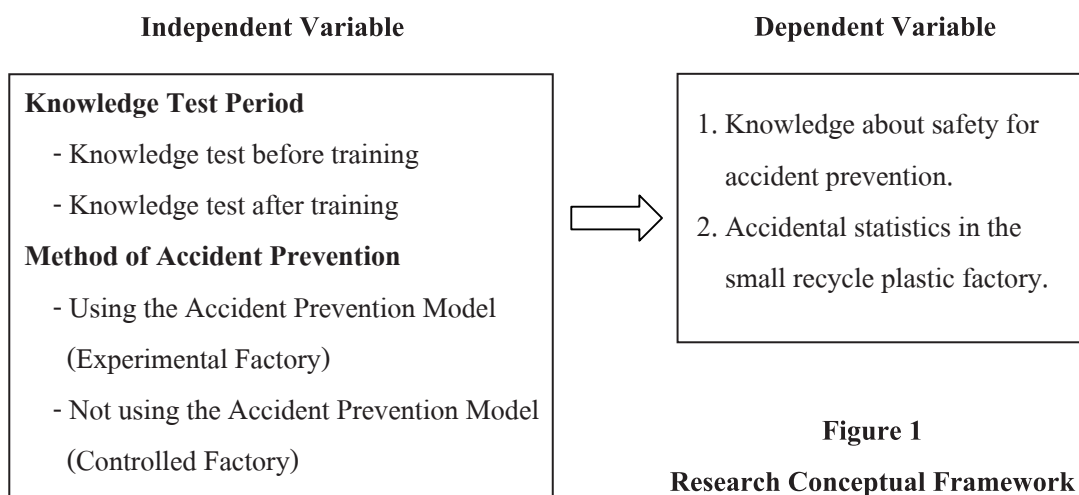 Independent Variable
Knowledge Test Period
- Knowledge test before training
- Knowledge test after training
Method of Accident Prevention
- Using the Accident Prevention Model
(Experimental Factory)
- Not using the Accident Prevention Model
(Controlled Factory)
Dependent Variable
1. Knowledge about safety for
accident prevention.
2. Accidental statistics in the
small recycle plastic factory.
Figure 1
Research Conceptual Framework